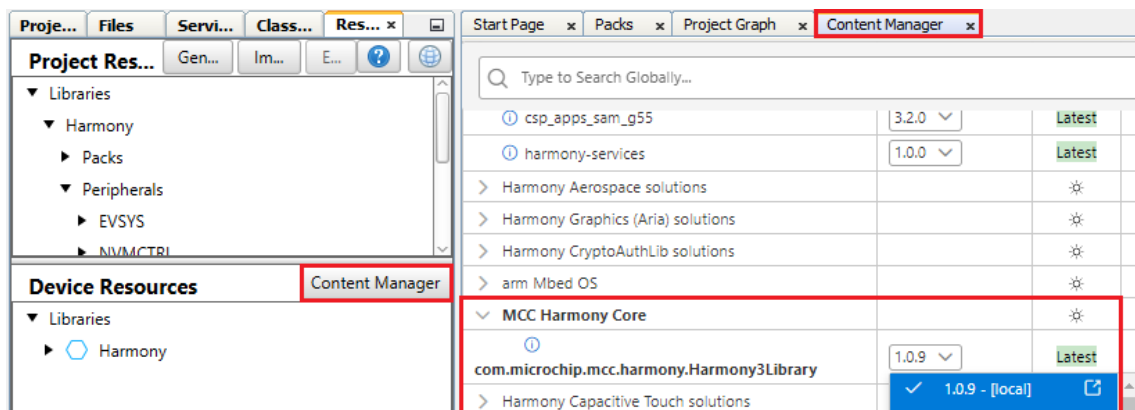 Proje...
Files
Servi...
Class...
Res... ×
Project Res...
Gen...
Im...
E...
?
Libraries
Harmony
Packs
Peripherals
EVSYS
NVMCTRL
Device Resources
Content Manager
Libraries
Harmony
Start Page x
Packs x
Project Graph x
Content Manager x
Type to Search Globally...
csp_apps_sam_g55 3.2.0 Latest
harmony-services 1.0.0 Latest
Harmony Aerospace solutions
Harmony Graphics (Aria) solutions
Harmony CryptoAuthLib solutions
arm Mbed OS
MCC Harmony Core
com.microchip.mcc.harmony.Harmony3Library 1.0.9 Latest
1.0.9 - [local]
Harmony Capacitive Touch solutions